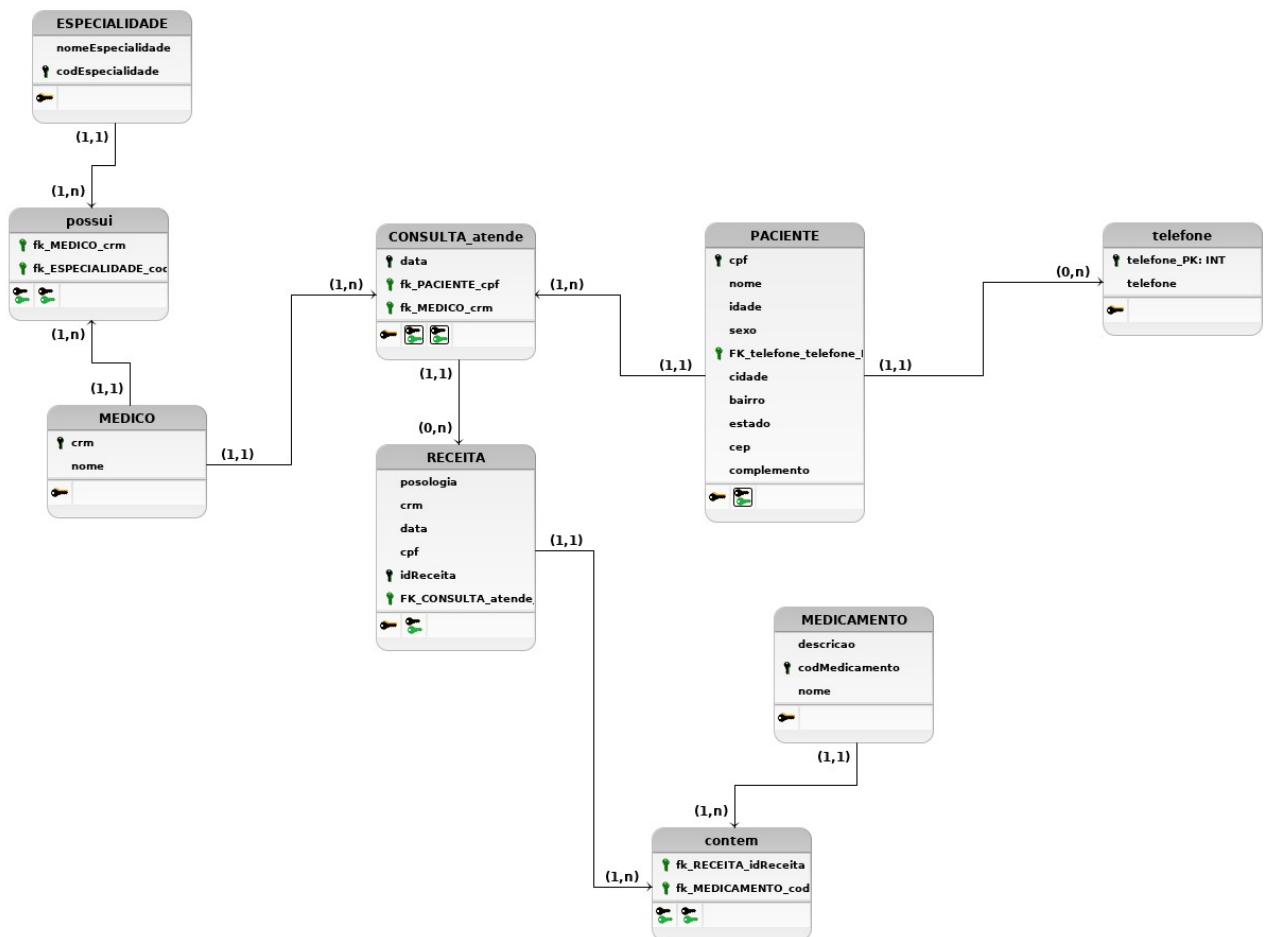 ESPECIALIDADE
nomeEspecialidade
codEspecialidade
(1,1)
(1,n)
possui
fk_MEDICO_crm
fk_ESPECIALIDADE_cod
(1,n)
(1,1)
MEDICO
crm
nome
(1,1)
(1,n)
CONSULTA_atende
data
fk_PACIENTE_cpf
fk_MEDICO_crm
(1,n)
(1,1)
(1,1)
(0,n)
RECEITA
posologia
crm
data
cpf
idReceita
FK_CONSULTA_atende_
(1,1)
PACIENTE
cpf
nome
idade
sexo
FK_telefone_telefone_
cidade
bairro
estado
cep
complemento
(1,1)
(0,n)
telefone
telefone_PK: INT
telefone
MEDICAMENTO
descricao
codMedicamento
nome
(1,1)
(1,n)
(1,n)
contem
fk_RECEITA_idReceita
fk_MEDICAMENTO_cod